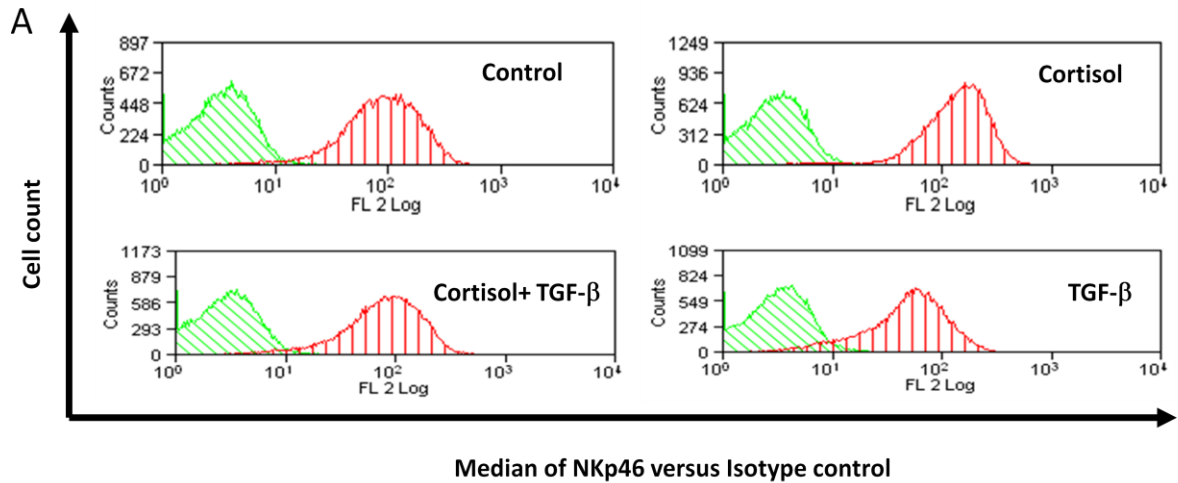 A
897
672
448
224
0
Counts
Control
10⁰ 10¹ 10² 10³ 10⁴
FL 2 Log
1249
936
624
312
0
Counts
Cortisol
10⁰ 10¹ 10² 10³ 10⁴
FL 2 Log
1173
879
586
293
0
Counts
Cortisol+ TGF-β
10⁰ 10¹ 10² 10³ 10⁴
FL 2 Log
1099
824
549
274
0
Counts
TGF-β
10⁰ 10¹ 10² 10³ 10⁴
FL 2 Log
Cell count
Median of NKp46 versus Isotype control